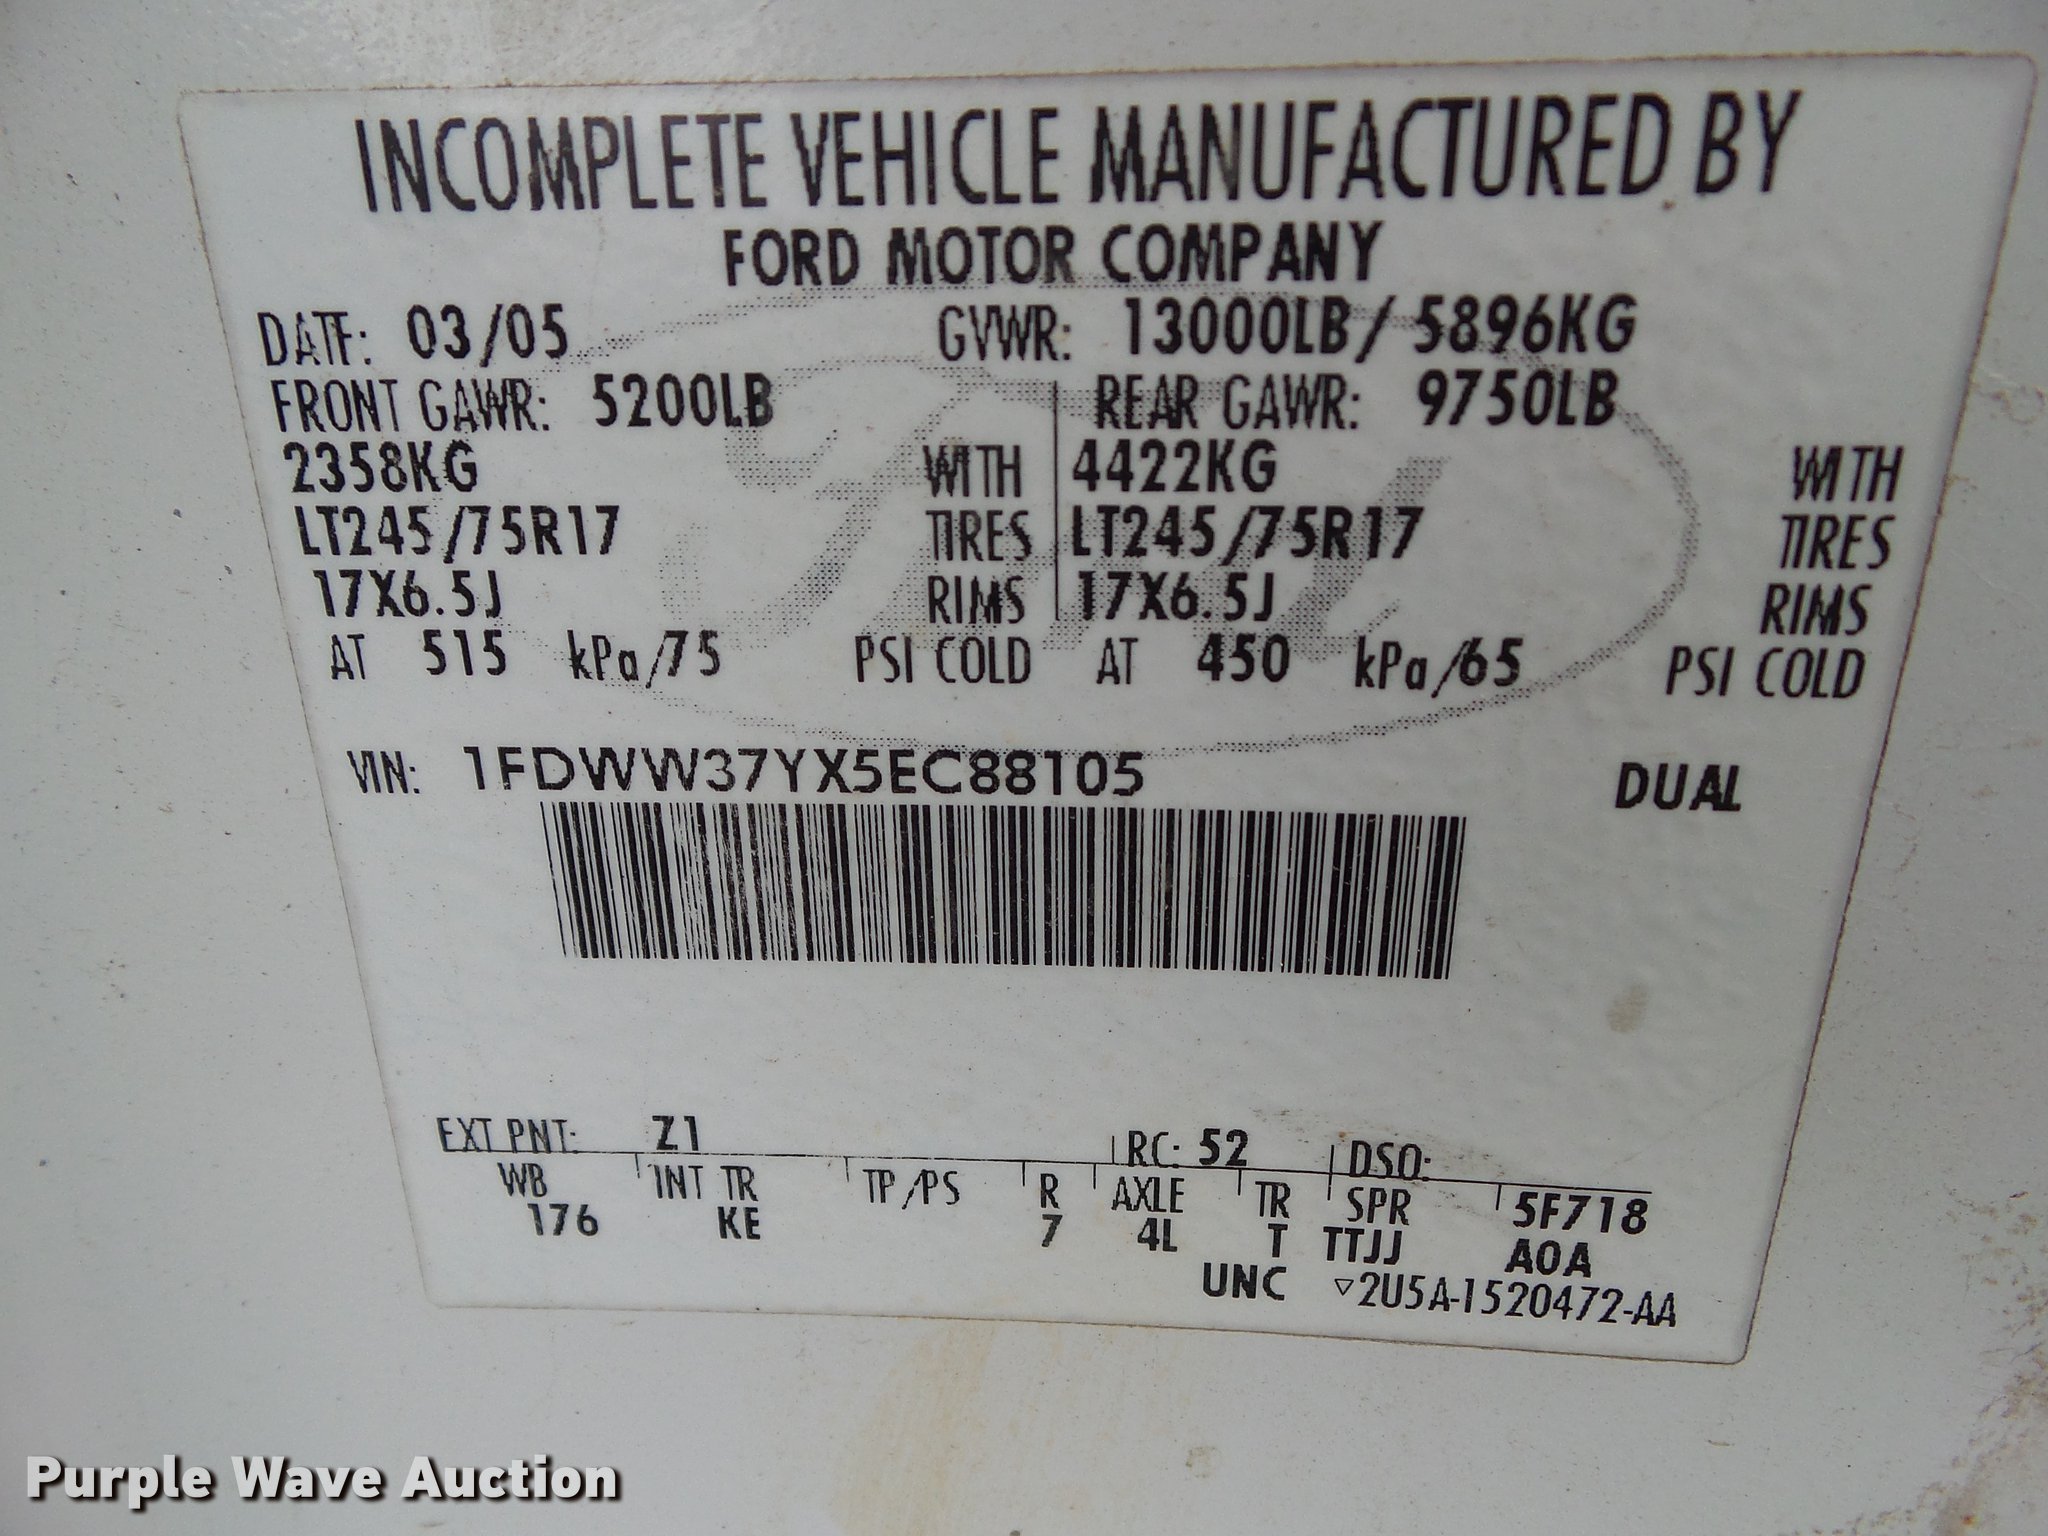 INCOMPLETE VEHICLE MANUFACTURED BY
FORD MOTOR COMPANY
DATE: 03/05 GVWR: 13000LB/ 5896KG
FRONT GAWR: 5200LB REAR GAWR: 9750LB
2358KG WITH 4422KG WITH
LT245/75R17 TIRES LT245/75R17 TIRES
17X6.5J RIMS 17X6.5J RIMS
AT 515 kPa/75 PSI COLD AT 450 kPa/65 PSI COLD
VIN: 1FDWW37YX5EC88105 DUAL
EXT PNT: Z1 RC: 52 DSO:
WB INT TR TP/PS R AXLE TR SPR 5F718
176 KE 7 4L T TTJJ A0A
UNC ▽2U5A-1520472-AA
Purple Wave Auction